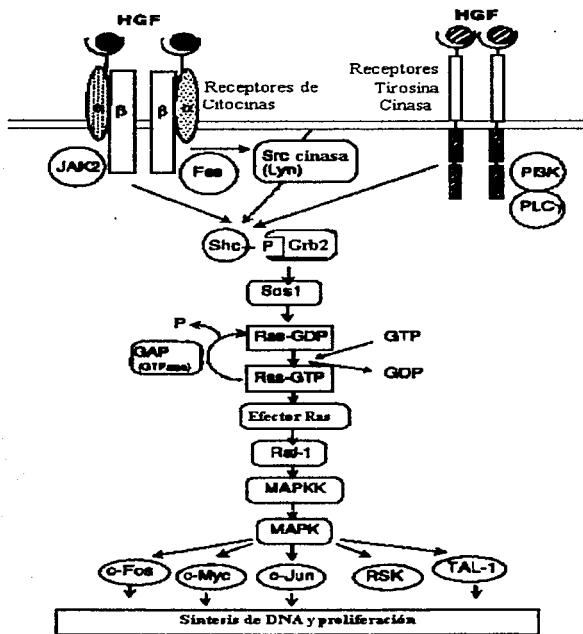 HGF
HGF
Receptores de
Citocinas
Receptores
Tirosina
Cinasa
α
β
β
α
JAK2
Fes
Src cinasa
(Lyn)
PI3K
PLCγ
Shc
P
Grb2
Sos1
P
Ras-GDP
GTP
GAP
(GTPasa)
Ras-GTP
GDP
Efector Ras
Raf-1
MAPKK
MAPK
c-Fos
c-Myc
c-Jun
RSK
TAL-1
Síntesis de DNA y proliferación